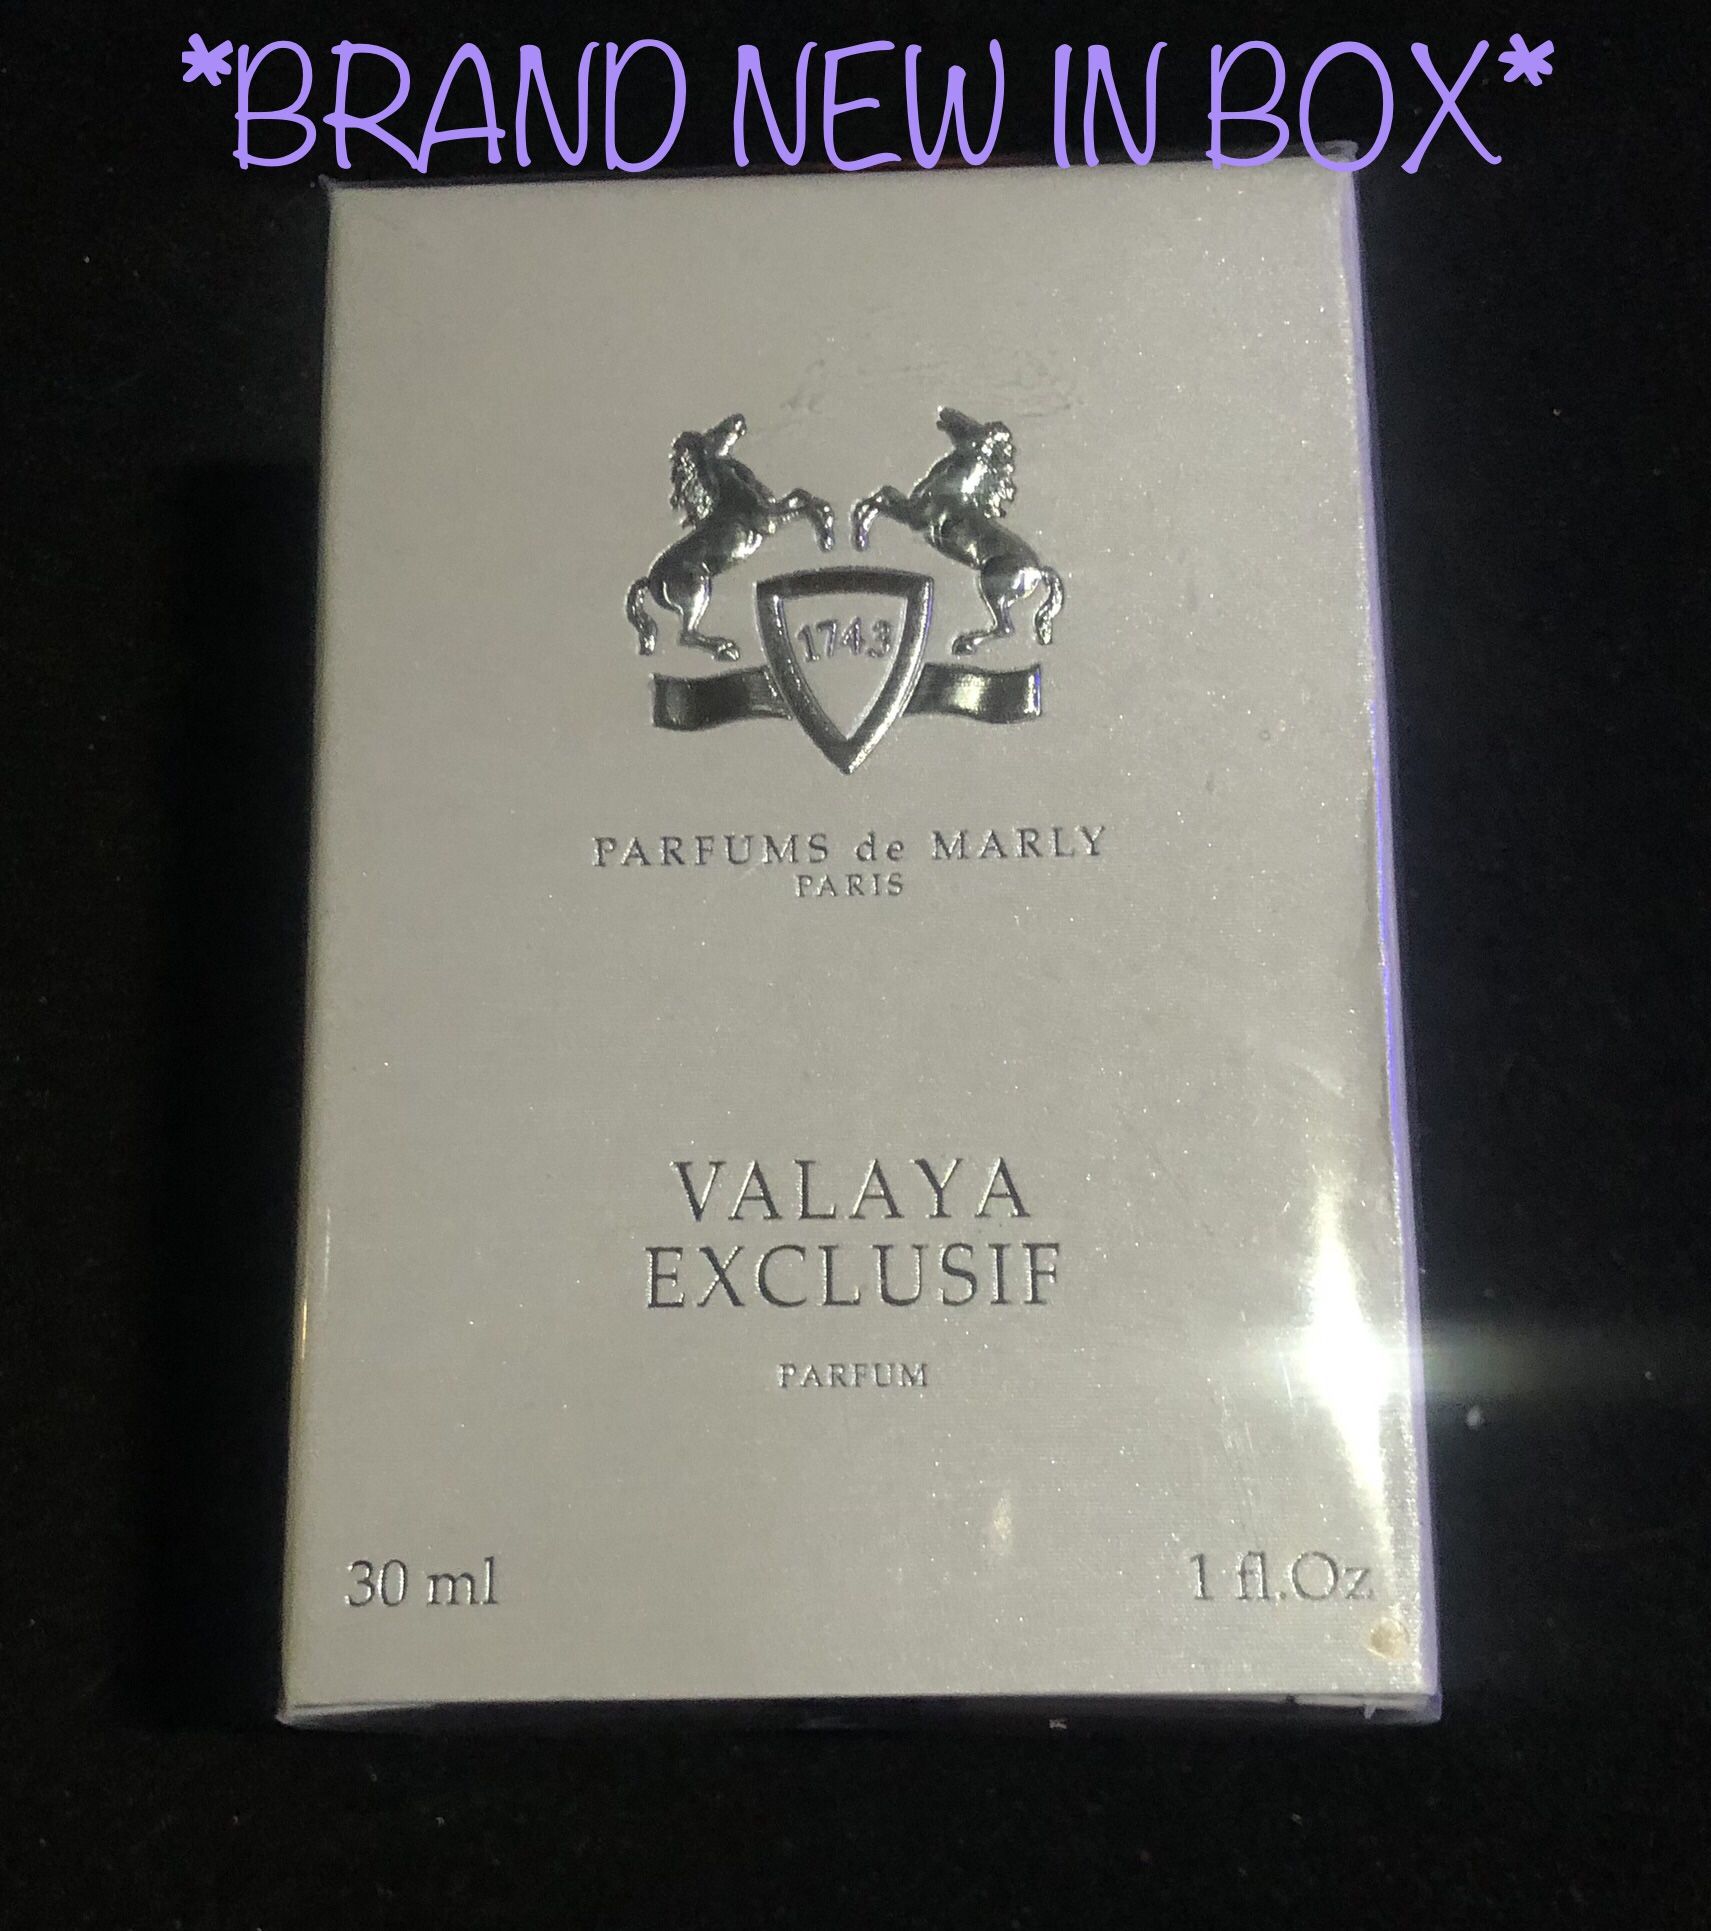 *BRAND NEW IN BOX*
1743
PARFUMS de MARLY
PARIS
VALAYA
EXCLUSIF
PARFUM
30 ml
1 fl.Oz